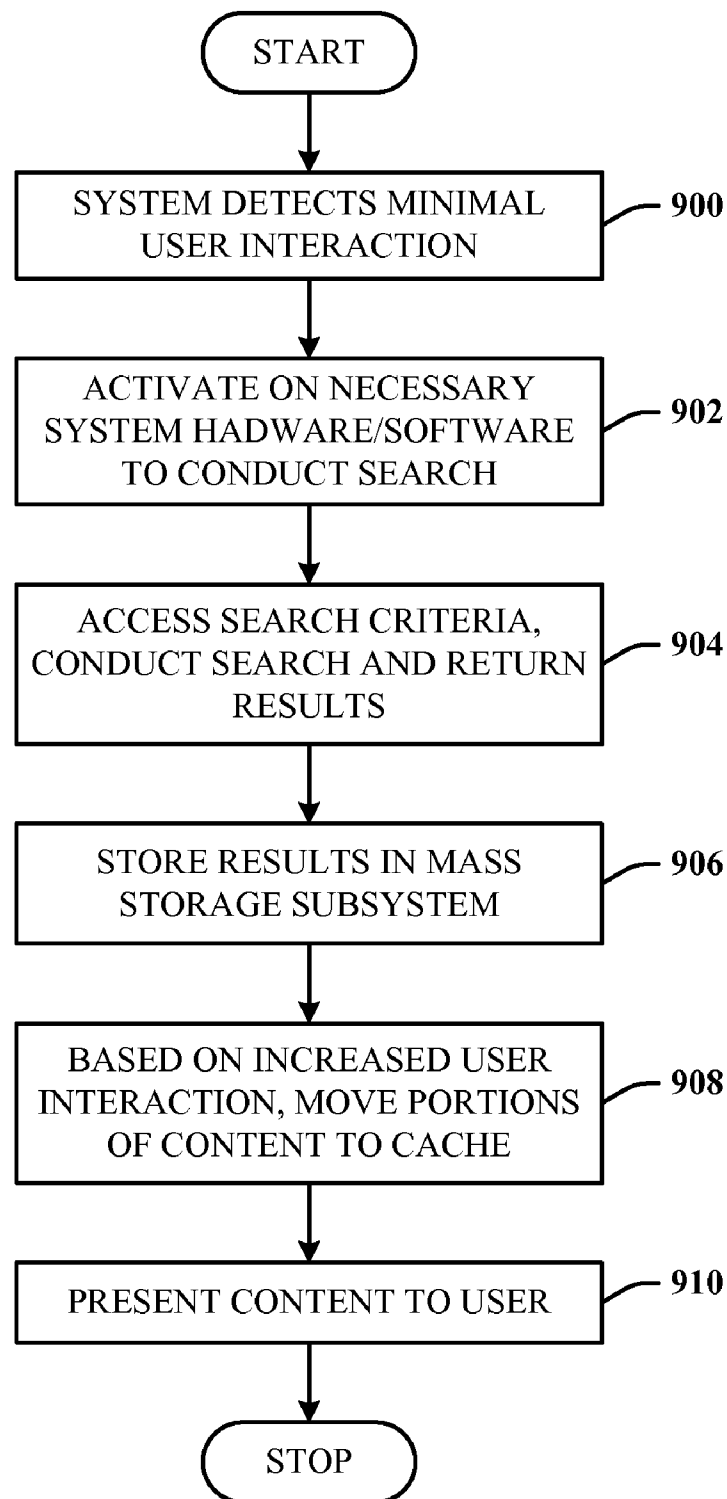 START
SYSTEM DETECTS MINIMAL
USER INTERACTION
900
ACTIVATE ON NECESSARY
SYSTEM HADWARE/SOFTWARE
TO CONDUCT SEARCH
902
ACCESS SEARCH CRITERIA,
CONDUCT SEARCH AND RETURN
RESULTS
904
STORE RESULTS IN MASS
STORAGE SUBSYSTEM
906
BASED ON INCREASED USER
INTERACTION, MOVE PORTIONS
OF CONTENT TO CACHE
908
PRESENT CONTENT TO USER
910
STOP